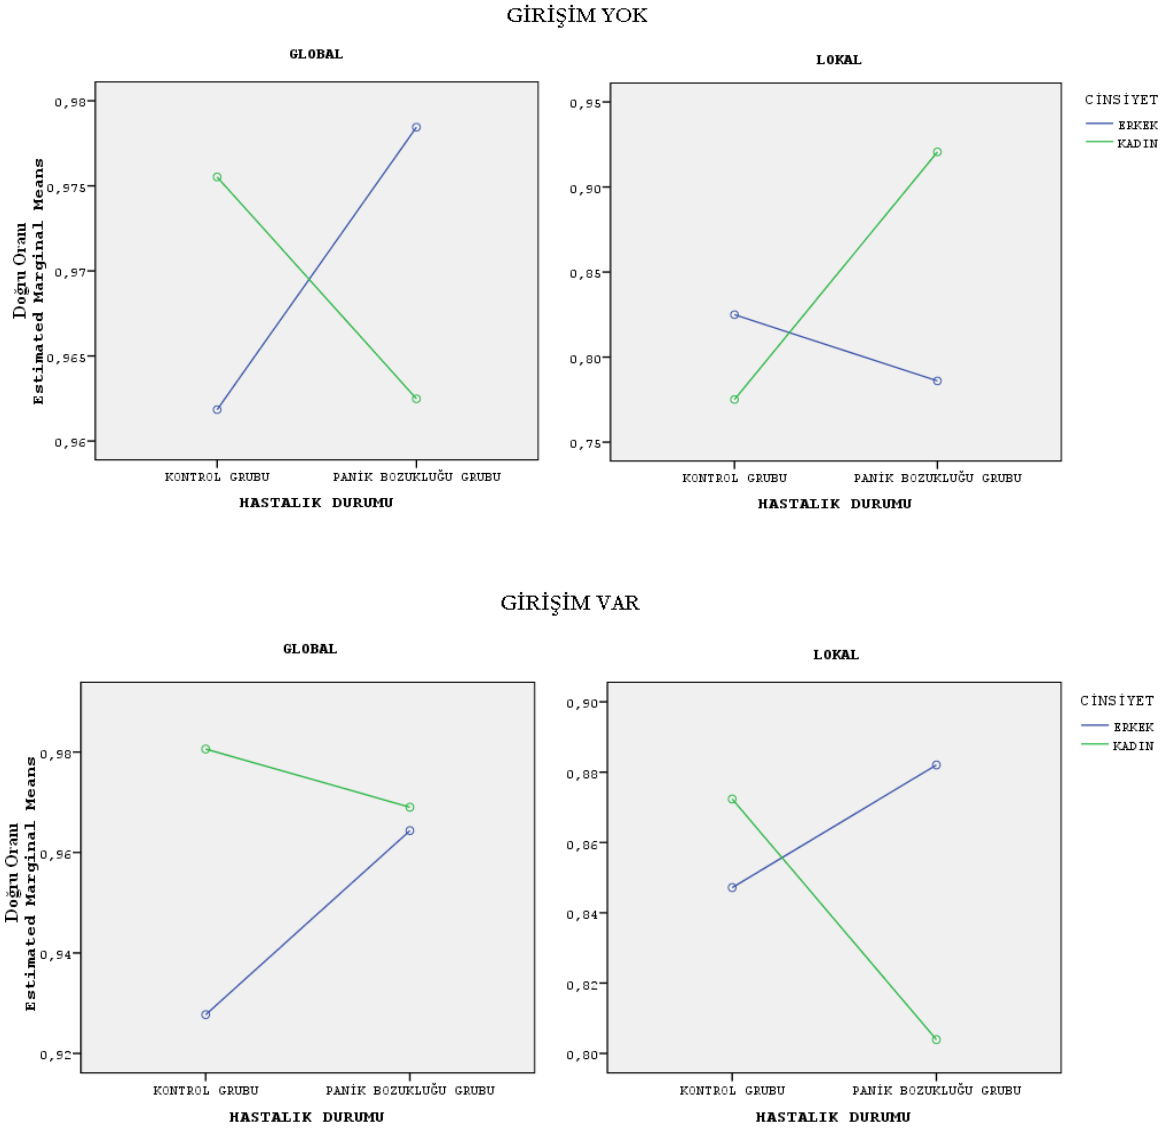 GİRİŞİM YOK
GLOBAL
Doğru Oranı
Estimated Marginal Means
0,98
0,975
0,97
0,965
0,96
KONTROL GRUBU
PANİK BOZUKLUĞU GRUBU
HASTALIK DURUMU
LOKAL
0,95
0,90
0,85
0,80
0,75
KONTROL GRUBU
PANİK BOZUKLUĞU GRUBU
HASTALIK DURUMU
CİNSİYET
ERKEK
KADIN
GİRİŞİM VAR
GLOBAL
Doğru Oranı
Estimated Marginal Means
0,98
0,96
0,94
0,92
KONTROL GRUBU
PANİK BOZUKLUĞU GRUBU
HASTALIK DURUMU
LOKAL
0,90
0,88
0,86
0,84
0,82
0,80
KONTROL GRUBU
PANİK BOZUKLUĞU GRUBU
HASTALIK DURUMU
CİNSİYET
ERKEK
KADIN